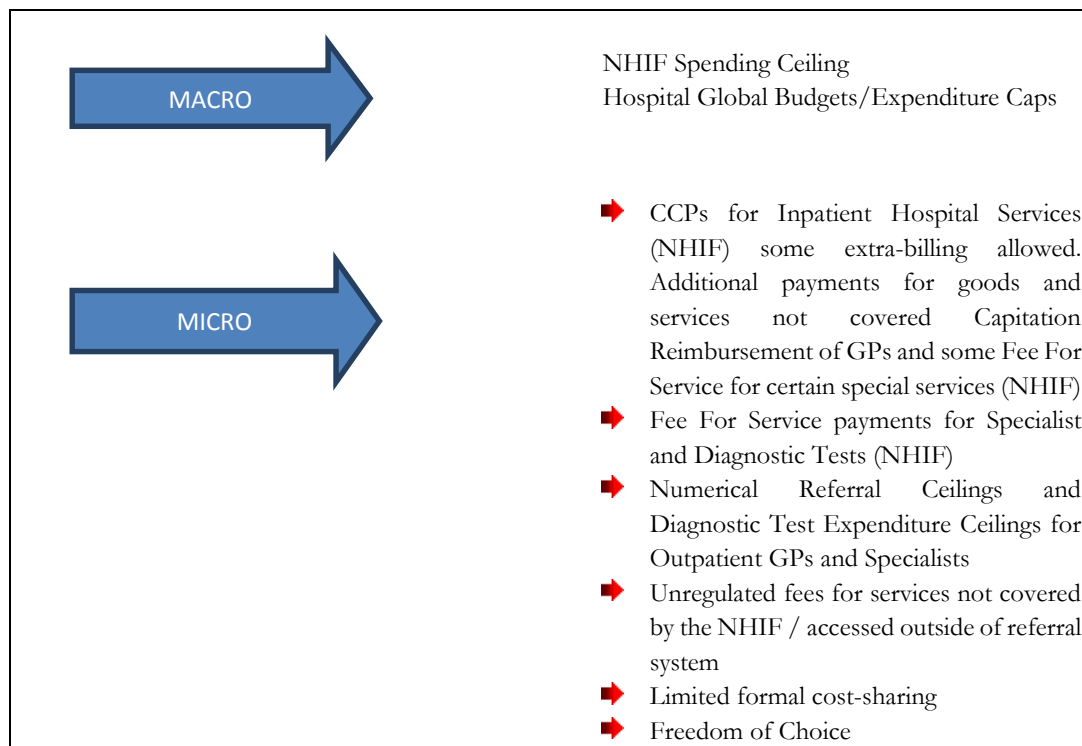 MACRO
NHIF Spending Ceiling
Hospital Global Budgets/Expenditure Caps
MICRO
CCPs for Inpatient Hospital Services
(NHIF) some extra-billing allowed.
Additional payments for goods and
services not covered Capitation
Reimbursement of GPs and some Fee For
Service for certain special services (NHIF)
Fee For Service payments for Specialist
and Diagnostic Tests (NHIF)
Numerical Referral Ceilings and
Diagnostic Test Expenditure Ceilings for
Outpatient GPs and Specialists
Unregulated fees for services not covered
by the NHIF / accessed outside of referral
system
Limited formal cost-sharing
Freedom of Choice